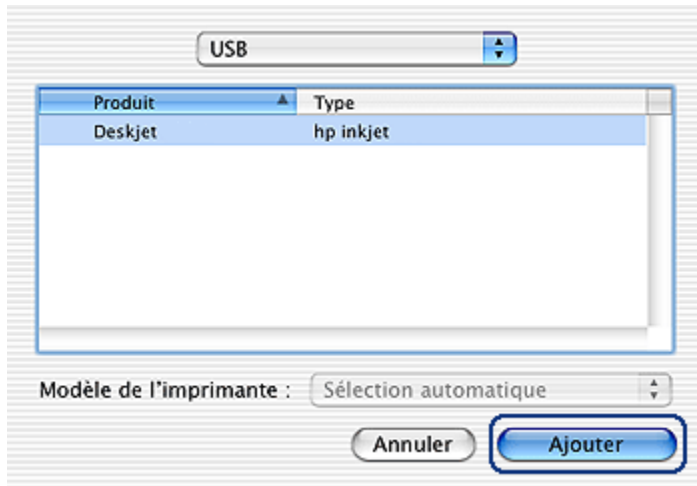 USB
Produit Type
Deskjet hp inkjet
Modèle de l'imprimante : Sélection automatique
Annuler Ajouter